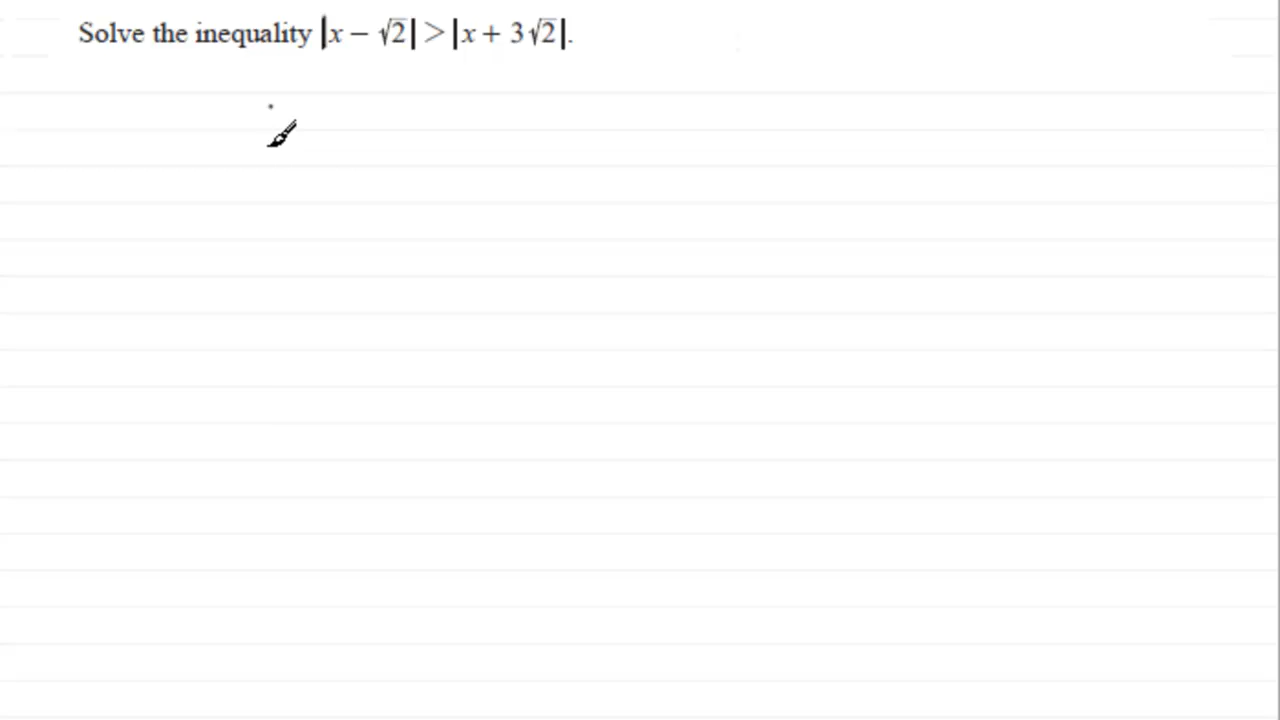 Solve the inequality |x − √2| > |x + 3√2|.